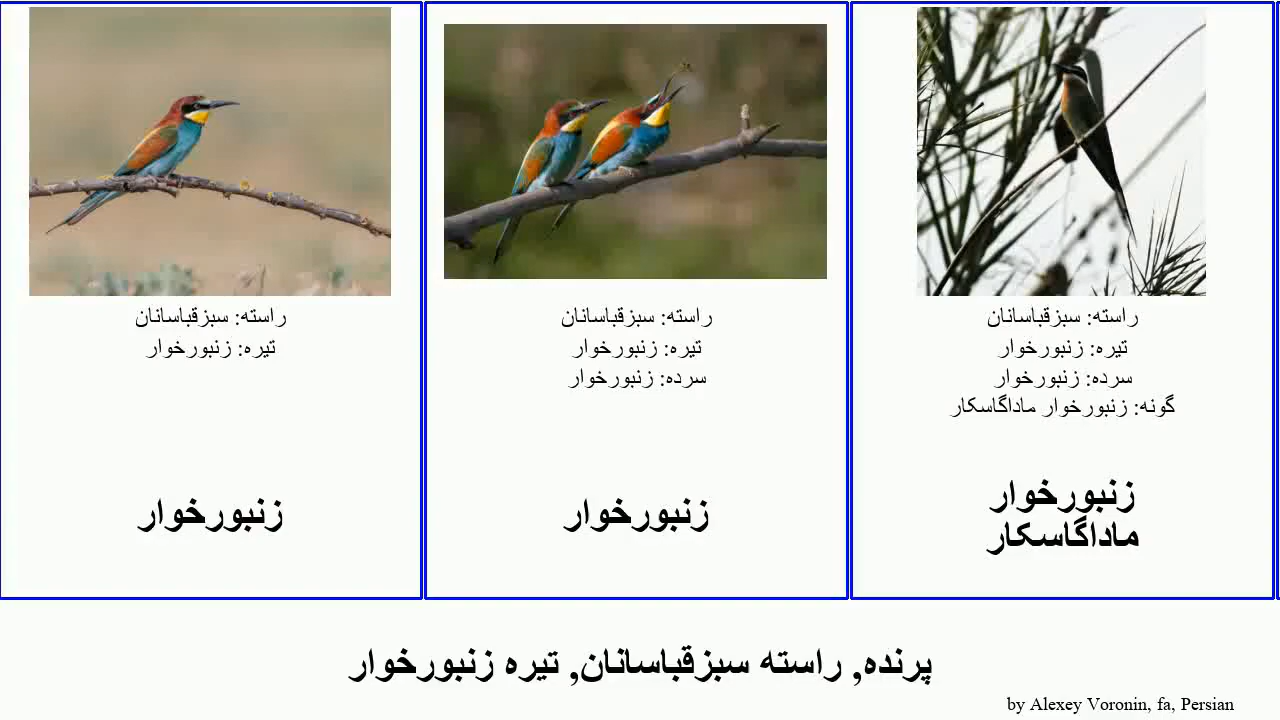 راسته: سبزقباسانان
تیره: زنبورخوار
زنبورخوار
راسته: سبزقباسانان
تیره: زنبورخوار
سرده: زنبورخوار
زنبورخوار
راسته: سبزقباسانان
تیره: زنبورخوار
سرده: زنبورخوار
گونه: زنبورخوار ماداگاسکار
زنبورخوار
ماداگاسکار
پرنده, راسته سبزقباسانان, تیره زنبورخوار
by Alexey Voronin, fa, Persian